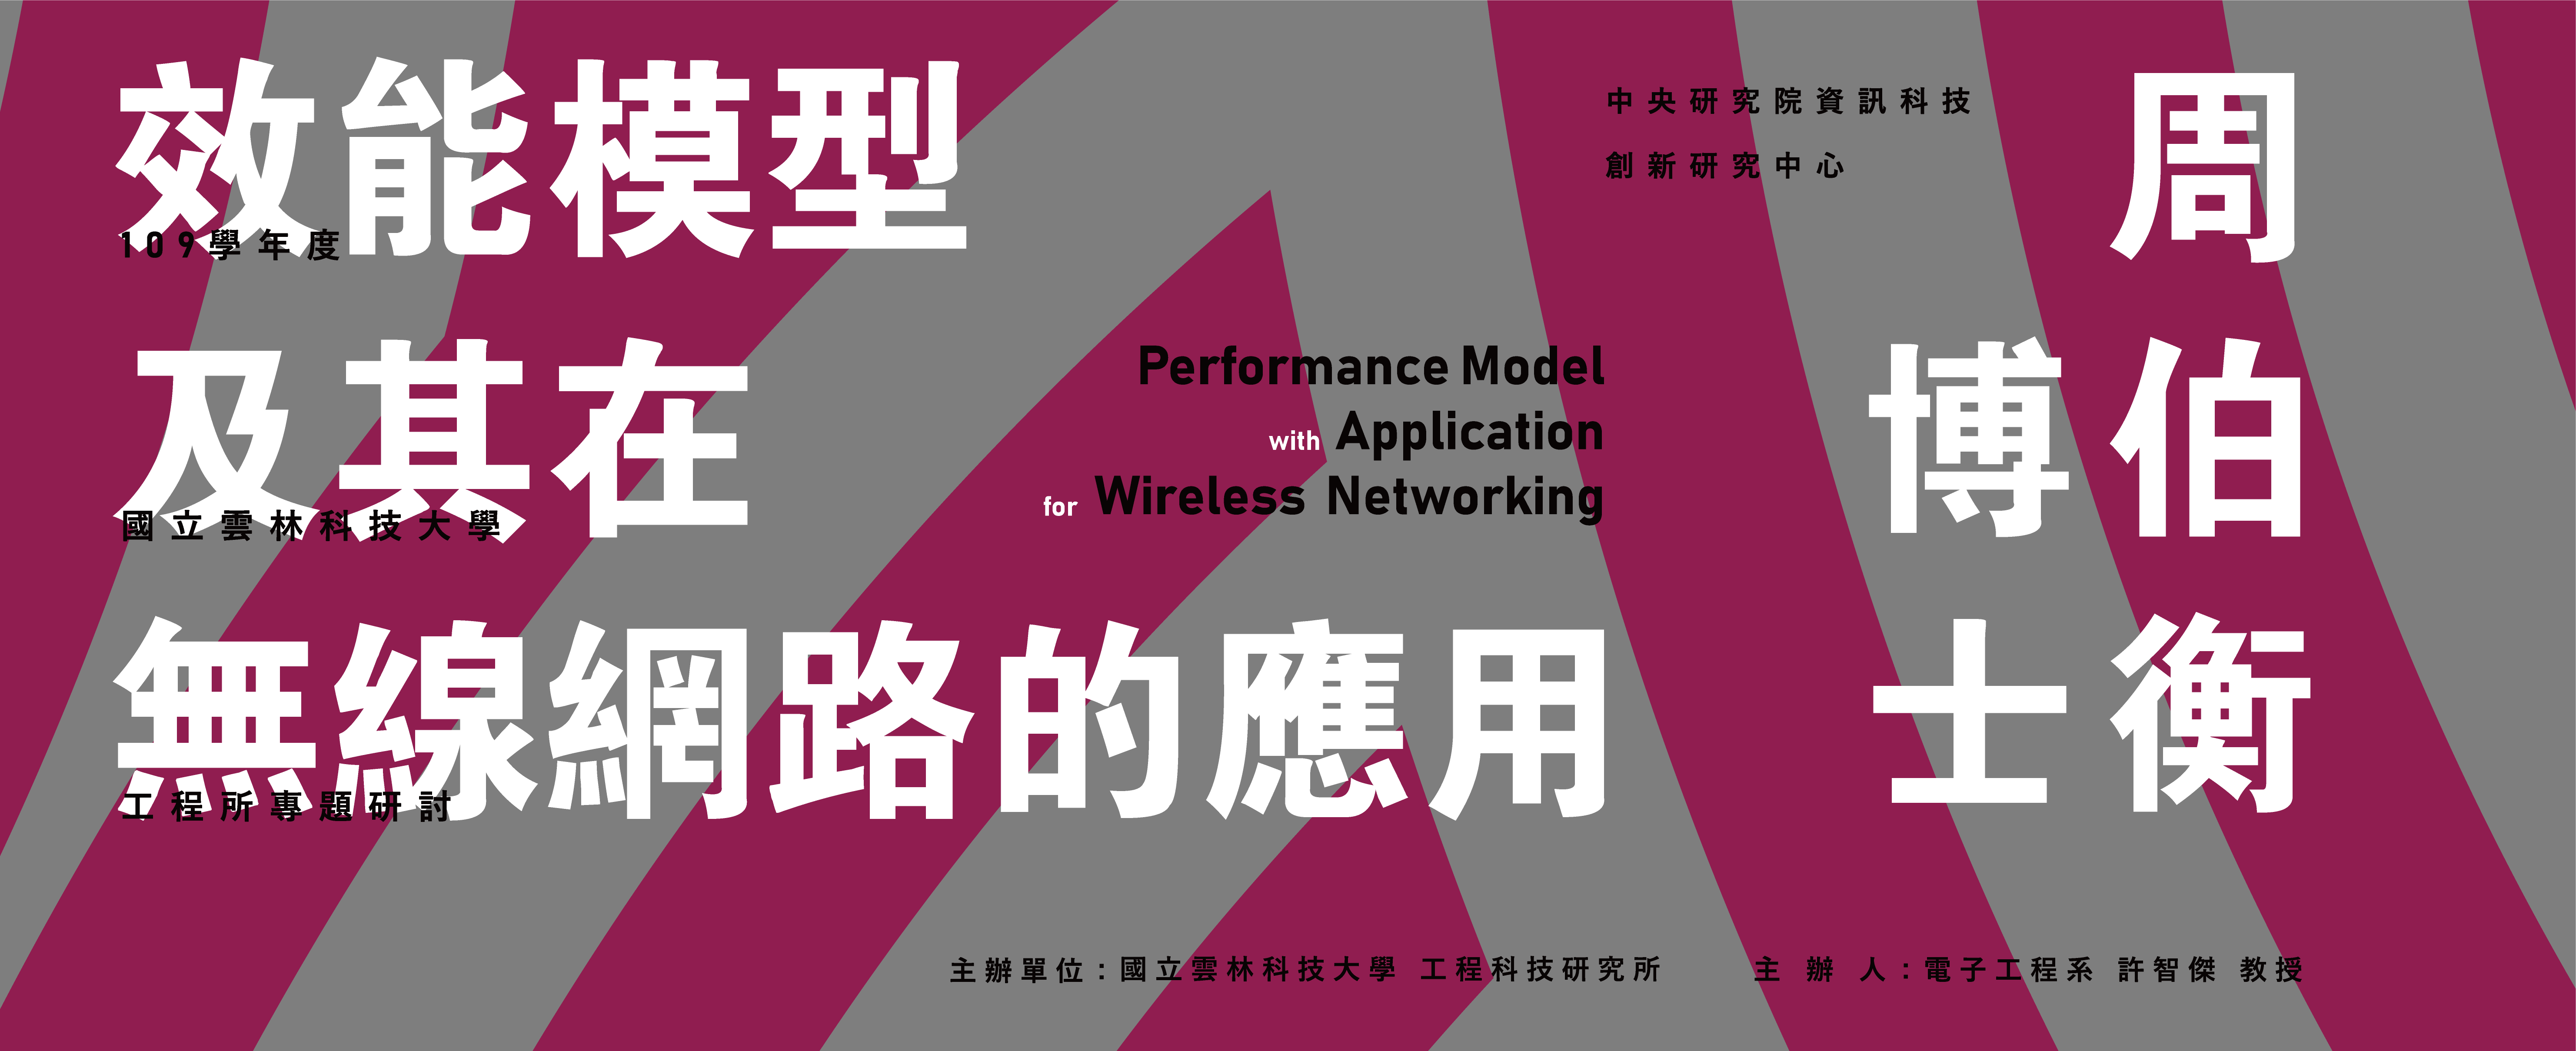 效能模型
109學年度
及其在
國立雲林科技大學
無線網路的應用
工程所專題研討
Performance Model
with Application
for Wireless Networking
中央研究院資訊科技
創新研究中心
周伯衡
博士
主辦單位：國立雲林科技大學 工程科技研究所
主 辦 人：電子工程系 許智傑 教授